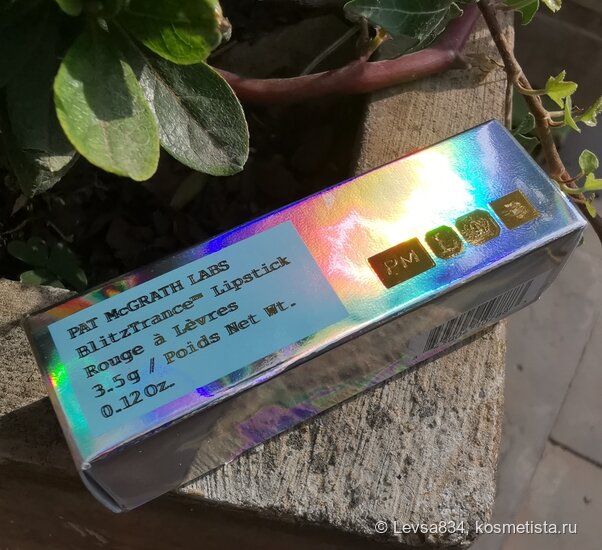 PAT McGRATH LABS
BlitzTrance™ Lipstick
Rouge à Lèvres
3.5g / Poids Net Wt.
0.12 Oz.
PM
© Levsa834, kosmetista.ru